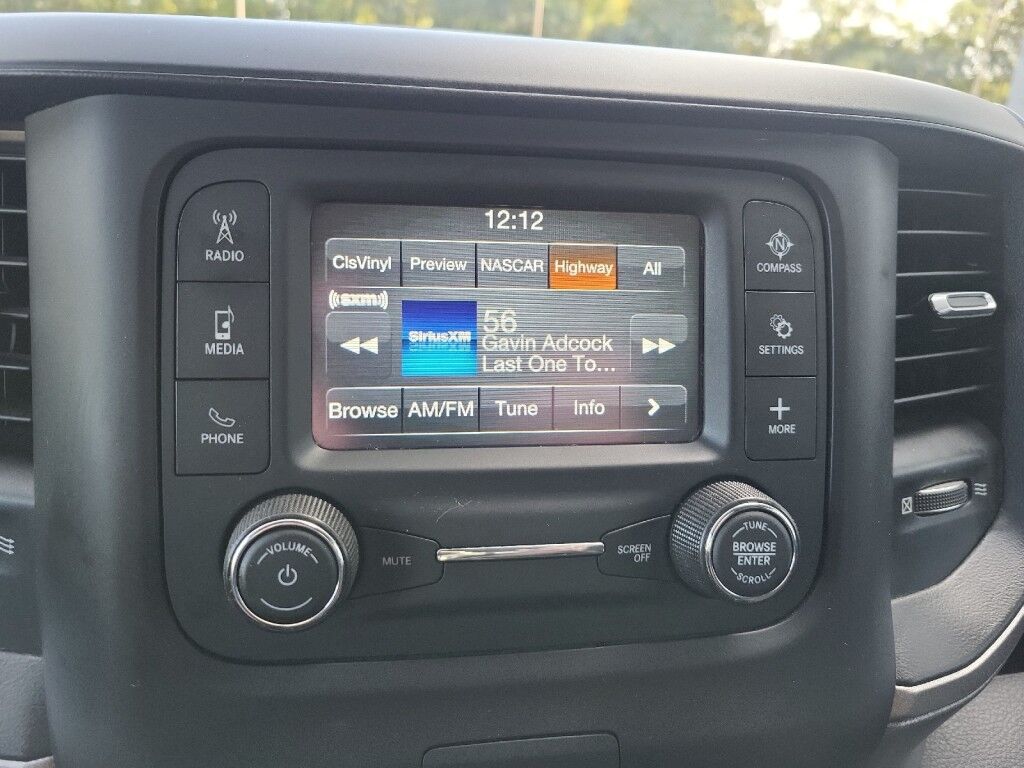 12:12
ClsVinyl Preview NASCAR Highway All
((sxm))
SiriusXM
56
Gavin Adcock
Last One To...
Browse AM/FM Tune Info
RADIO
MEDIA
PHONE
N
COMPASS
SETTINGS
MORE
VOLUME
MUTE
SCREEN
OFF
TUNE
BROWSE
ENTER
SCROLL